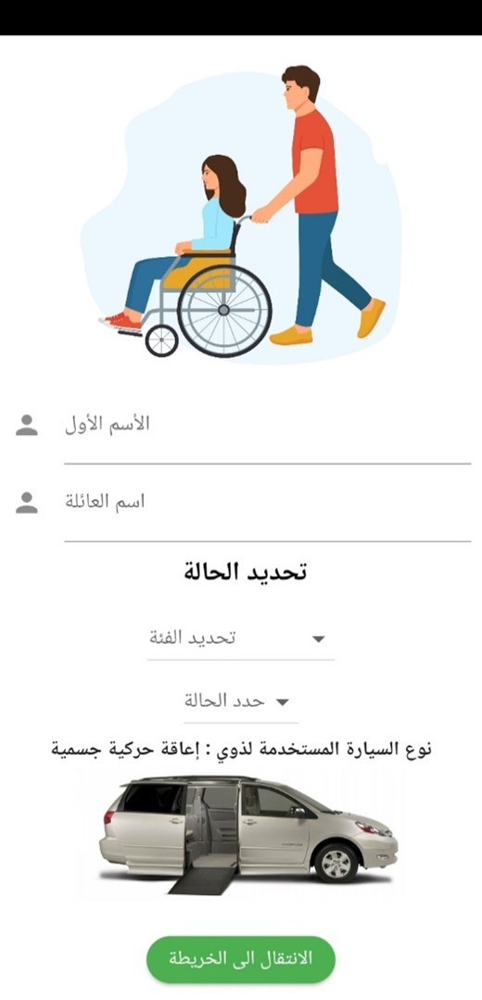 الأسم الأول
اسم العائلة
تحديد الحالة
تحديد الفئة
حدد الحالة
نوع السيارة المستخدمة لذوي : إعاقة حركية جسمية
الانتقال الى الخريطة